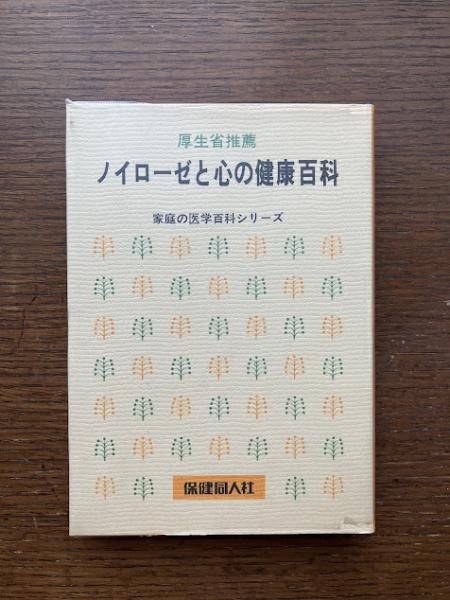 厚生省推薦
ノイローゼと心の健康百科
家庭の医学百科シリーズ
保健同人社